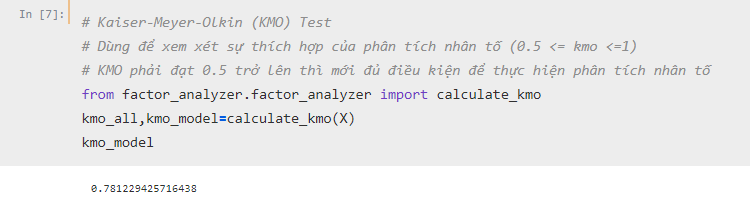 In [7]:
# Kaiser-Meyer-Olkin (KMO) Test
# Dùng để xem xét sự thích hợp của phân tích nhân tố (0.5 <= kmo <=1)
# KMO phải đạt 0.5 trở lên thì mới đủ điều kiện để thực hiện phân tích nhân tố
from factor_analyzer.factor_analyzer import calculate_kmo
kmo_all,kmo_model=calculate_kmo(X)
kmo_model
0.781229425716438